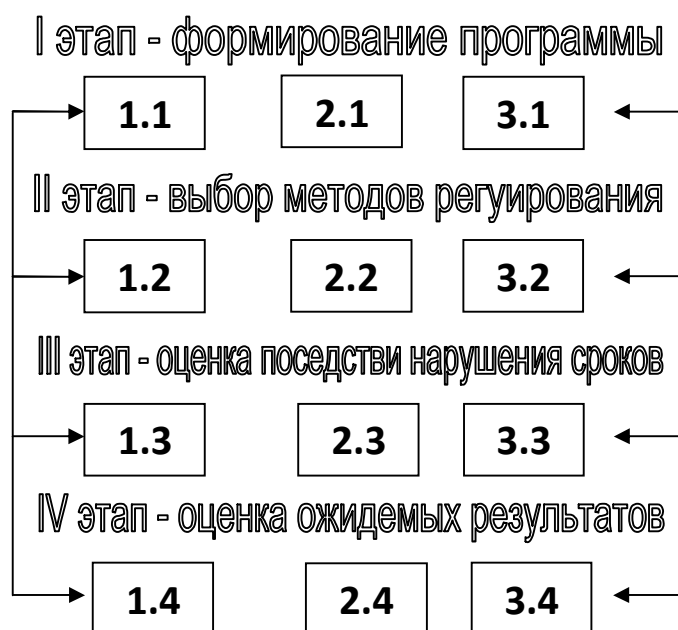 I этап - формирование программы
1.1 2.1 3.1
II этап - выбор методов регуирования
1.2 2.2 3.2
III этап - оценка поседстви нарушения сроков
1.3 2.3 3.3
IV этап - оценка ожидемых результатов
1.4 2.4 3.4